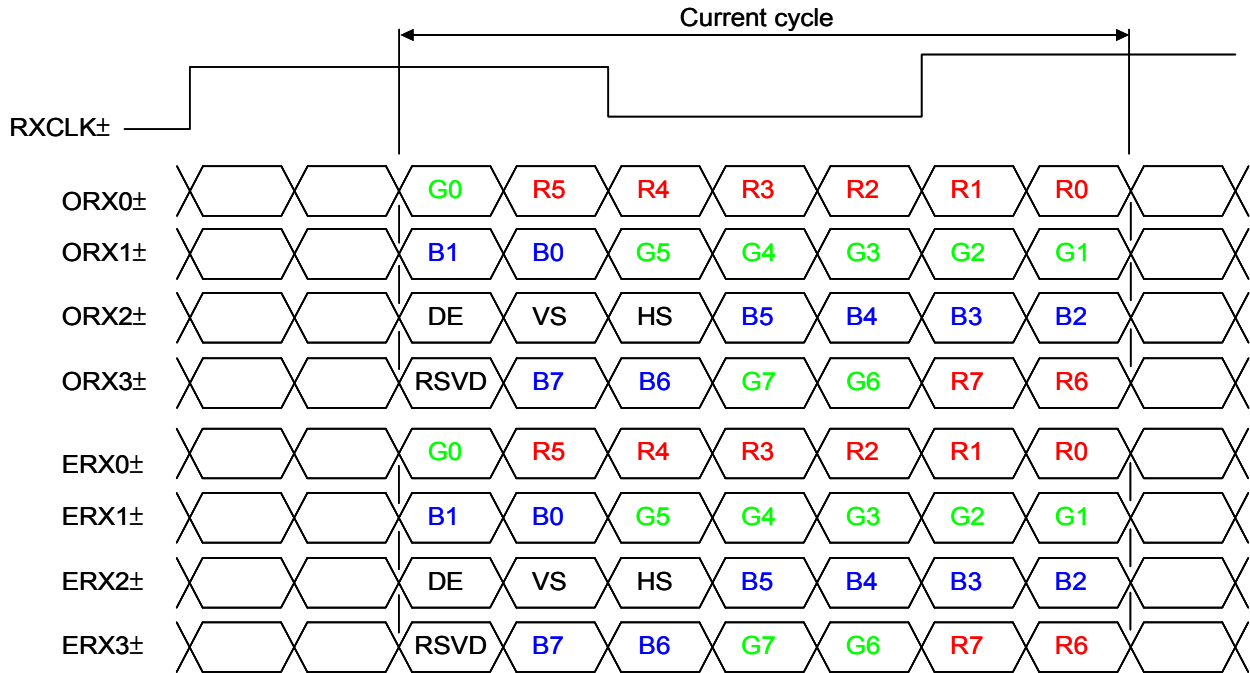 Current cycle
RXCLK±
ORX0± G0 R5 R4 R3 R2 R1 R0
ORX1± B1 B0 G5 G4 G3 G2 G1
ORX2± DE VS HS B5 B4 B3 B2
ORX3± RSVD B7 B6 G7 G6 R7 R6
ERX0± G0 R5 R4 R3 R2 R1 R0
ERX1± B1 B0 G5 G4 G3 G2 G1
ERX2± DE VS HS B5 B4 B3 B2
ERX3± RSVD B7 B6 G7 G6 R7 R6